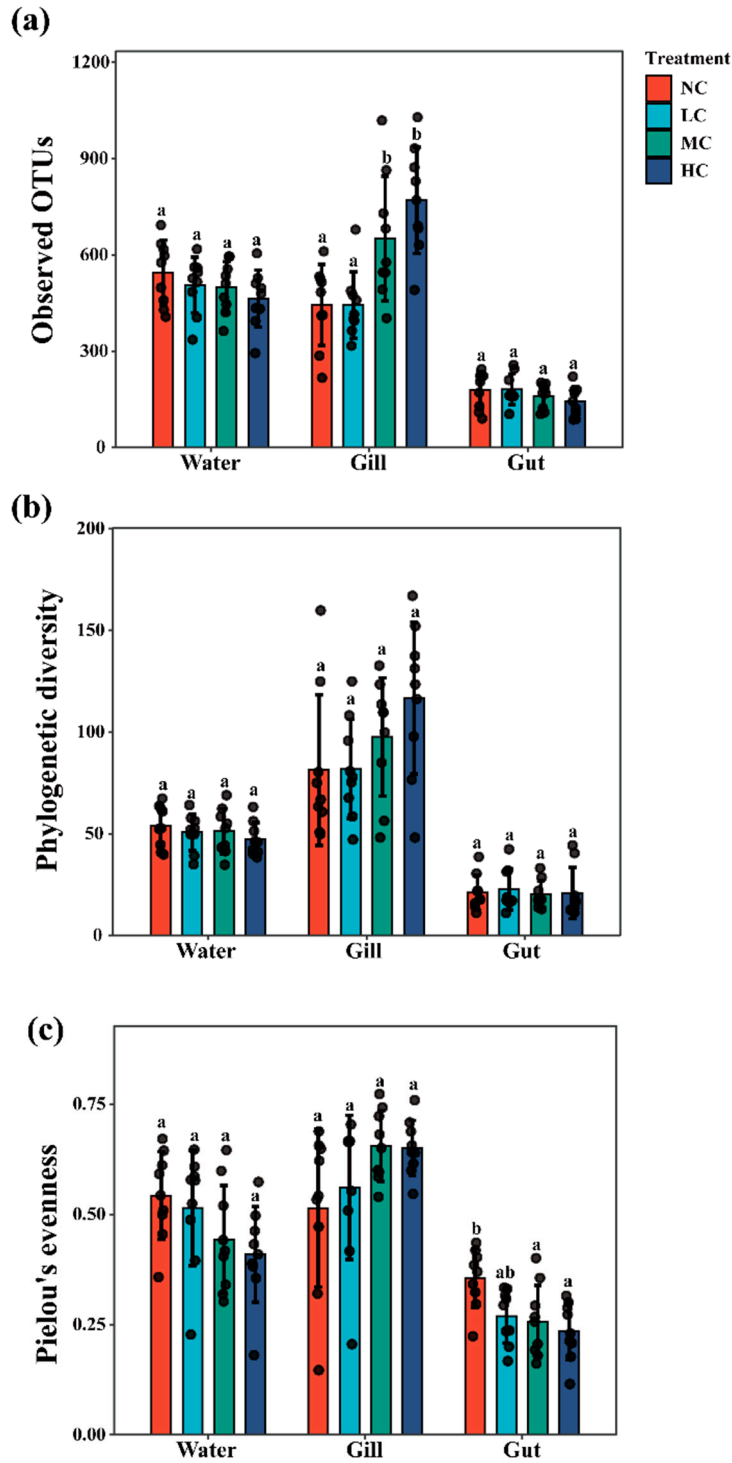 (a)
Observed OTUs
1200
900
600
300
0
a a a a
a a b b
a a a a
Water Gill Gut
Treatment
NC
LC
MC
HC
(b)
Phylogenetic diversity
200
150
100
50
0
a a a a
a a a a
a a a a
Water Gill Gut
(c)
Pielou's evenness
0.75
0.50
0.25
0.00
a a a a
a a a a
b ab a a
Water Gill Gut